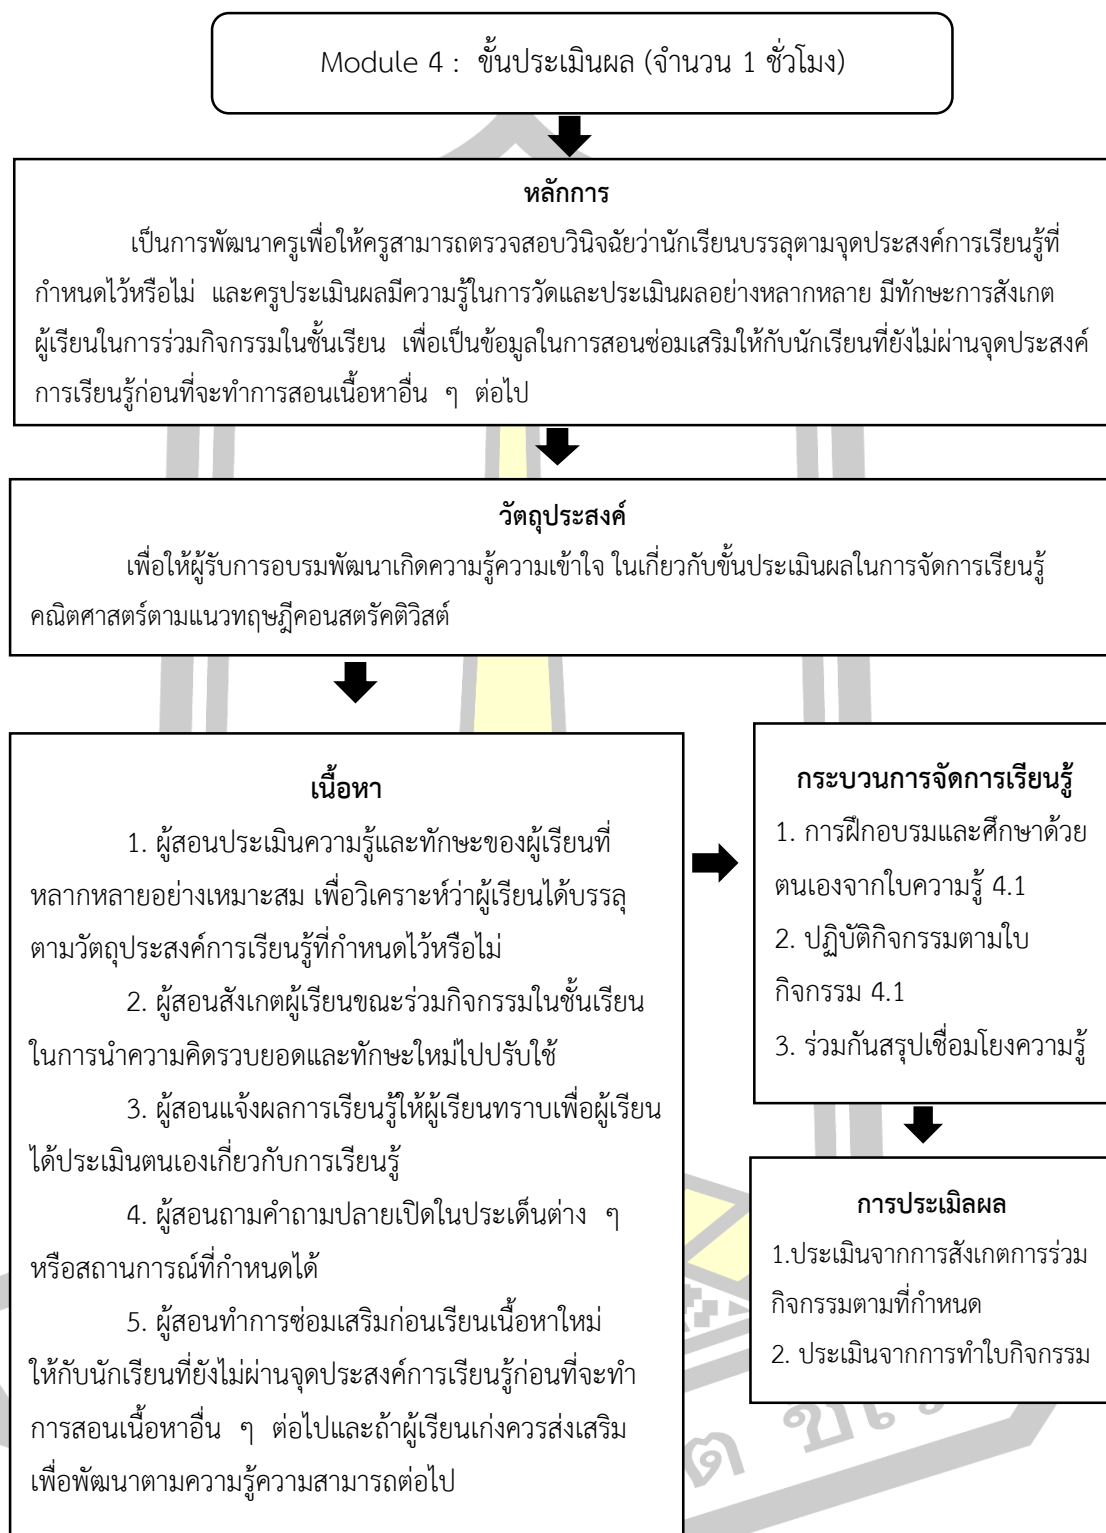 Module 4 :  ขั้นประเมินผล (จำนวน 1 ชั่วโมง)
หลักการ
เป็นการพัฒนาครูเพื่อให้ครูสามารถตรวจสอบวินิจฉัยว่านักเรียนบรรลุตามจุดประสงค์การเรียนรู้ที่
กำหนดไว้หรือไม่  และครูประเมินผลมีความรู้ในการวัดและประเมินผลอย่างหลากหลาย มีทักษะการสังเกต
ผู้เรียนในการร่วมกิจกรรมในชั้นเรียน  เพื่อเป็นข้อมูลในการสอนซ่อมเสริมให้กับนักเรียนที่ยังไม่ผ่านจุดประสงค์
การเรียนรู้ก่อนที่จะทำการสอนเนื้อหาอื่น ๆ ต่อไป
วัตถุประสงค์
เพื่อให้ผู้รับการอบรมพัฒนาเกิดความรู้ความเข้าใจ ในเกี่ยวกับขั้นประเมินผลในการจัดการเรียนรู้
คณิตศาสตร์ตามแนวทฤษฎีคอนสตรัคติวิสต์
เนื้อหา
1. ผู้สอนประเมินความรู้และทักษะของผู้เรียนที่
หลากหลายอย่างเหมาะสม เพื่อวิเคราะห์ว่าผู้เรียนได้บรรลุ
ตามวัตถุประสงค์การเรียนรู้ที่กำหนดไว้หรือไม่
2. ผู้สอนสังเกตผู้เรียนขณะร่วมกิจกรรมในชั้นเรียน
ในการนำความคิดรวบยอดและทักษะใหม่ไปปรับใช้
3. ผู้สอนแจ้งผลการเรียนรู้ให้ผู้เรียนทราบเพื่อผู้เรียน
ได้ประเมินตนเองเกี่ยวกับการเรียนรู้
4. ผู้สอนถามคำถามปลายเปิดในประเด็นต่าง ๆ
หรือสถานการณ์ที่กำหนดได้
5. ผู้สอนทำการซ่อมเสริมก่อนเรียนเนื้อหาใหม่
ให้กับนักเรียนที่ยังไม่ผ่านจุดประสงค์การเรียนรู้ก่อนที่จะทำ
การสอนเนื้อหาอื่น ๆ ต่อไปและถ้าผู้เรียนเก่งควรส่งเสริม
เพื่อพัฒนาตามความรู้ความสามารถต่อไป
กระบวนการจัดการเรียนรู้
1. การฝึกอบรมและศึกษาด้วย
ตนเองจากใบความรู้ 4.1
2. ปฏิบัติกิจกรรมตามใบ
กิจกรรม 4.1
3. ร่วมกันสรุปเชื่อมโยงความรู้
การประเมิลผล
1.ประเมินจากการสังเกตการร่วม
กิจกรรมตามที่กำหนด
2. ประเมินจากการทำใบกิจกรรม